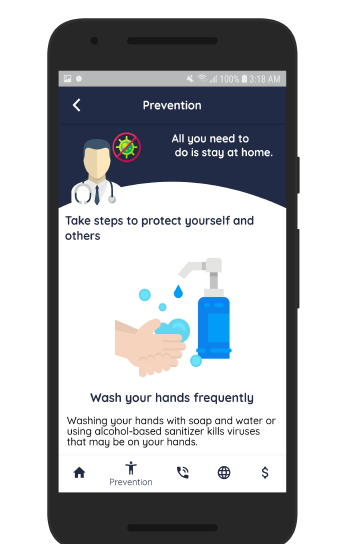 100% 3:18 AM
Prevention
All you need to
do is stay at home.
Take steps to protect yourself and
others
Wash your hands frequently
Washing your hands with soap and water or
using alcohol-based sanitizer kills viruses
that may be on your hands.
Prevention
$